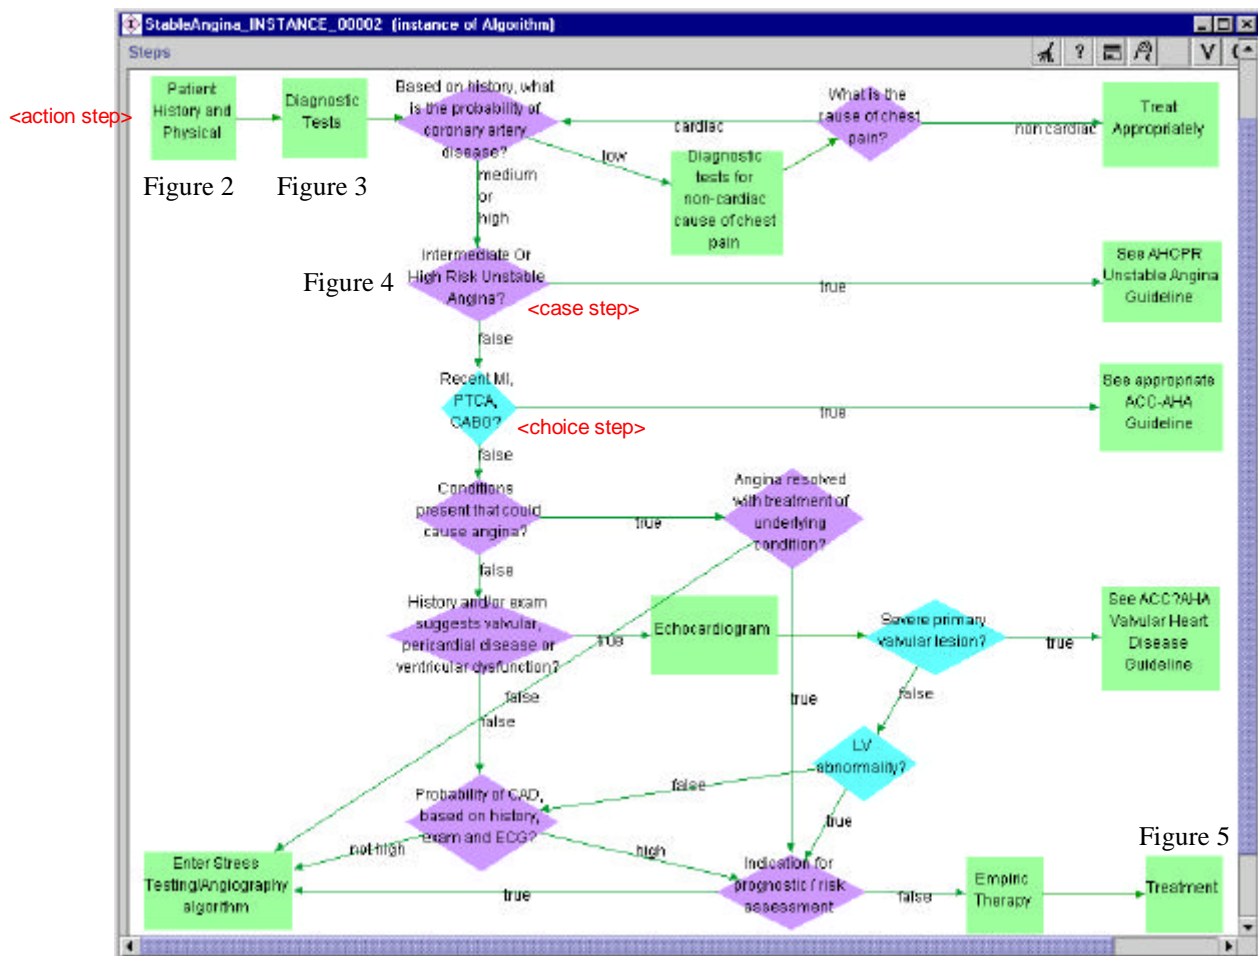 StableAngina_INSTANCE_00002 (instance of Algorithm)
Steps
? V
<action step>
Patient
History and
Physical
Figure 2
Diagnostic
Tests
Figure 3
Based on history, what
is the probability of
coronary artery
disease?
cardiac
What is the
cause of chest
pain?
non cardiac
Treat
Appropriately
low
Diagnostic
tests for
non-cardiac
cause of chest
pain
medium
or
high
Figure 4
Intermediate Or
High Risk Unstable
Angina?
<case step>
true
See AHCPR
Unstable Angina
Guideline
false
Recent MI,
PTCA,
CABG?
<choice step>
true
See appropriate
ACC-AHA
Guideline
false
Conditions
present that could
cause angina?
true
Angina resolved
with treatment of
underlying
condition?
false
History and/or exam
suggests valvular,
pericardial disease or
ventricular dysfunction?
true
Echocardiogram
Severe primary
valvular lesion?
true
See ACC?AHA
Valvular Heart
Disease
Guideline
false
false
true
false
LV
abnormality?
false
true
Probability of CAD,
based on history,
exam and ECG?
not high
high
Enter Stress
Testing/Angiography
algorithm
true
Indication for
prognostic / risk
assessment
false
Empiric
Therapy
Figure 5
Treatment